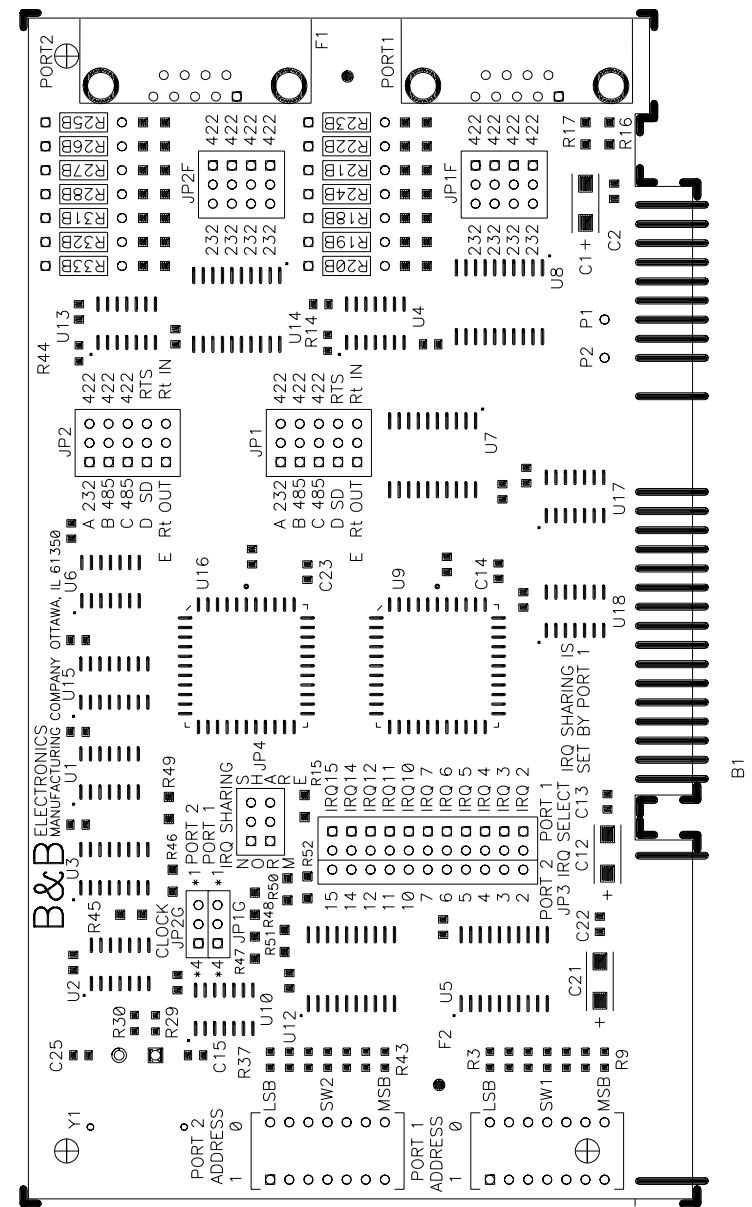 PORT2
F1
PORT1
R25B
R26B
R27B
R28B
R31B
R32B
R33B
422
422
422
422
JP2F
232
232
232
232
R23B
R22B
R21B
R24B
R18B
R19B
R20B
422
422
422
422
JP1F
232
232
232
232
R17
R16
C1
+
C2
U8
U13
R44
U14
R14
U4
P1
P2
422
422
422
RTS
Rt IN
JP2
A 232
B 485
C 485
D SD
E Rt OUT
422
422
422
RTS
Rt IN
JP1
A 232
B 485
C 485
D SD
E Rt OUT
U7
U17
U6
U16
C23
U9
C14
U18
U15
U1
U3
B&B
ELECTRONICS
MANUFACTURING COMPANY OTTAWA, IL 61350
R49
R46
R45
CLOCK
JP2G
*1 PORT 2
*1 PORT 1
*4
*4
JP1G
IRQ SHARING
JP4
S
H
A
R
E
N
O
R
M
R15
R52
R50
R48
R51
R47
IRQ15
IRQ14
IRQ12
IRQ11
IRQ10
IRQ 7
IRQ 6
IRQ 5
IRQ 4
IRQ 3
IRQ 2
15
14
12
11
10
7
6
5
4
3
2
PORT 2
PORT 1
JP3 IRQ SELECT
IRQ SHARING IS
SET BY PORT 1
C13
C12
+
C22
C21
+
B1
U2
R30
R29
C25
C15
U10
U12
U5
F2
R37
R43
R3
R9
Y1
PORT 2
ADDRESS
1
0
LSB
SW2
MSB
PORT 1
ADDRESS
1
0
LSB
SW1
MSB